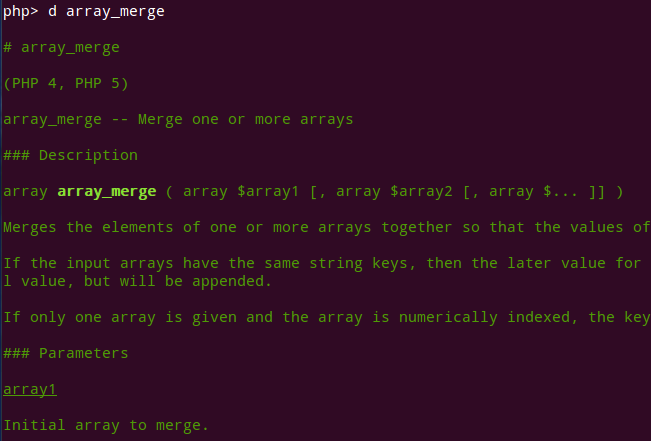 php> d array_merge
# array_merge
(PHP 4, PHP 5)
array_merge -- Merge one or more arrays
### Description
array array_merge ( array $array1 [, array $array2 [, array $... ]] )
Merges the elements of one or more arrays together so that the values of
If the input arrays have the same string keys, then the later value for
l value, but will be appended.
If only one array is given and the array is numerically indexed, the key
### Parameters
array1
Initial array to merge.